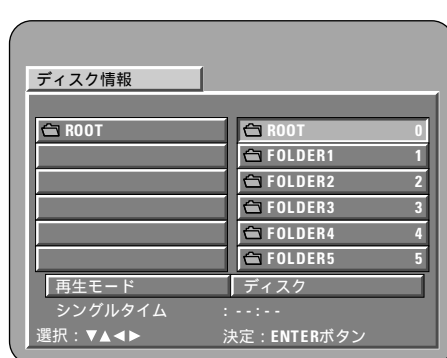 ディスク情報
ROOT ROOT 0
FOLDER1 1
FOLDER2 2
FOLDER3 3
FOLDER4 4
FOLDER5 5
再生モード ディスク
シングルタイム :--:--
選択:▼▲◀▶ 決定:ENTERボタン